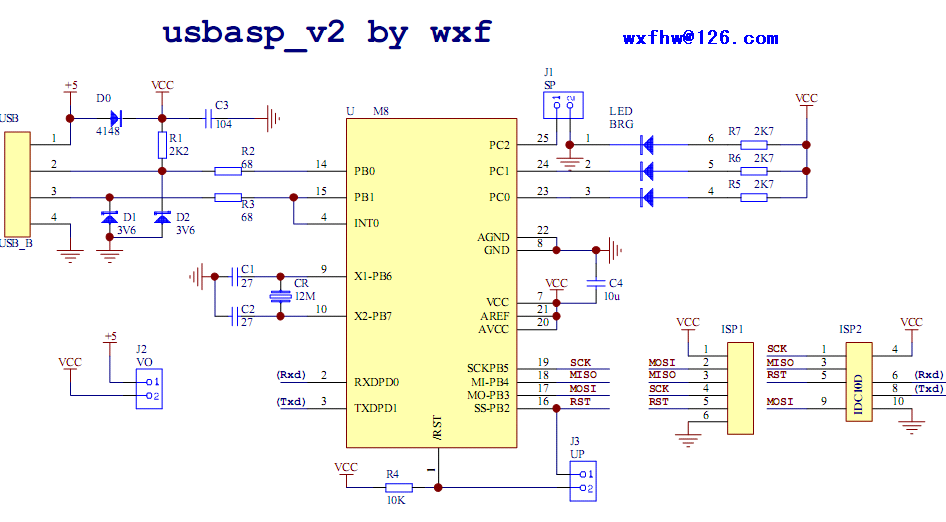 usbasp_v2 by wxf
wxfhw@126.com
USB
USB_B
1
2
3
4
+5
D0
4148
VCC
C3
104
R1
2K2
R2
68
R3
68
D1
3V6
D2
3V6
C1
27
C2
27
CR
12M
J2
VO
+5
VCC
1
2
U M8
14 PB0
15 PB1
4 INT0
9 X1-PB6
10 X2-PB7
(Rxd) 2 RXDPD0
(Txd) 3 TXDPD1
PC2 25
PC1 24
PC0 23
AGND 22
GND 8
VCC 7
AREF 21
AVCC 20
SCKPB5 19 SCK
MI-PB4 18 MISO
MO-PB3 17 MOSI
SS-PB2 16 RST
/RST
1
VCC
R4
10K
J3
UP
1
2
J1
SP
1 2
LED
BRG
1 6 R7 2K7
2 5 R6 2K7
3 4 R5 2K7
VCC
VCC
C4
10u
VCC
ISP1
1
MOSI 2
MISO 3
SCK 4
RST 5
6
ISP2
VCC
SCK 1 4
MISO 3
RST 5 6 (Rxd)
8 (Txd)
MOSI 9 10
IDC10D